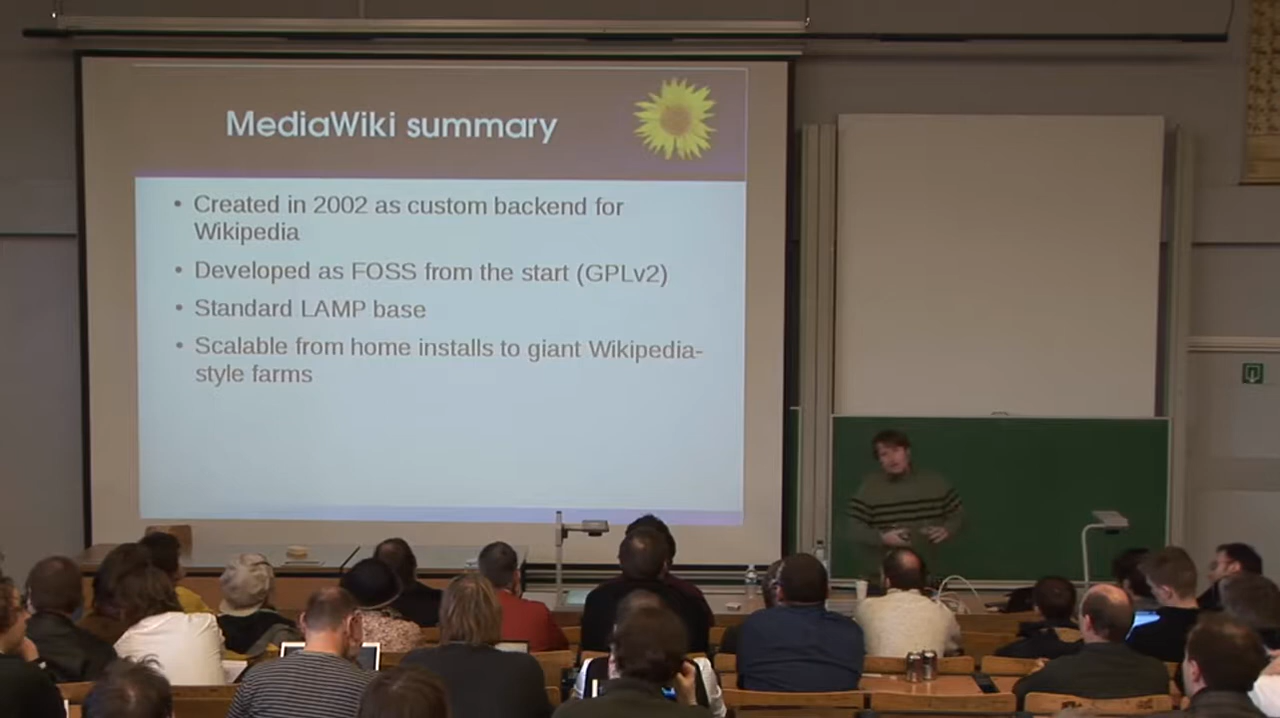 MediaWiki summary
• Created in 2002 as custom backend for
Wikipedia
• Developed as FOSS from the start (GPLv2)
• Standard LAMP base
• Scalable from home installs to giant Wikipedia-
style farms